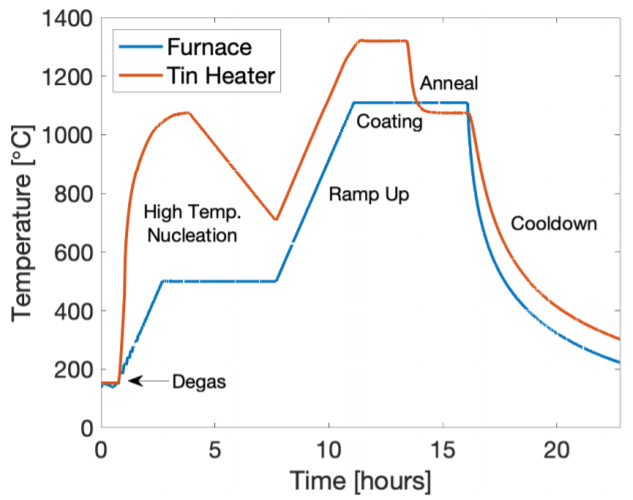 1400
1200
1000
800
600
400
200
0
Temperature [°C]
Furnace
Tin Heater
Anneal
Coating
Ramp Up
High Temp.
Nucleation
Cooldown
Degas
0
5
10
15
20
Time [hours]